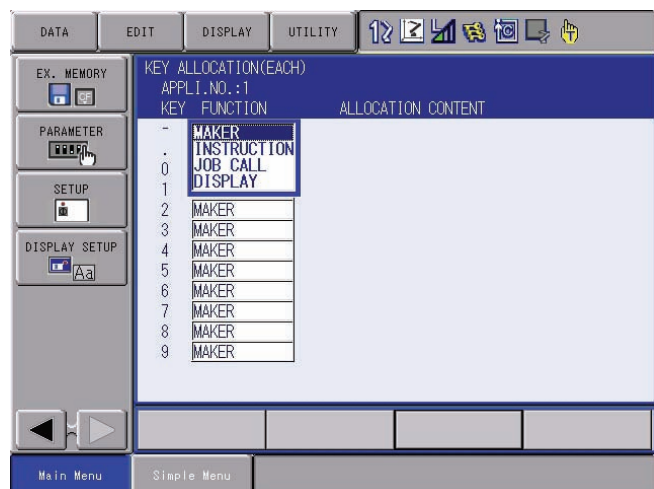 DATA EDIT DISPLAY UTILITY
EX. MEMORY
CF
PARAMETER
SETUP
DISPLAY SETUP
Aa
KEY ALLOCATION(EACH)
APPLI.NO.:1
KEY FUNCTION ALLOCATION CONTENT
- MAKER
. INSTRUCTION
0 JOB CALL
1 DISPLAY
2 MAKER
3 MAKER
4 MAKER
5 MAKER
6 MAKER
7 MAKER
8 MAKER
9 MAKER
Main Menu Simple Menu